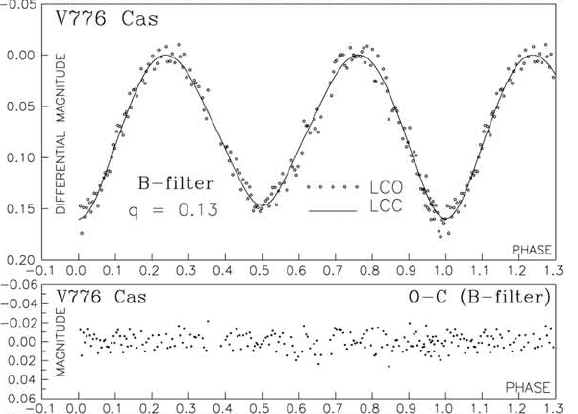 -0.05
V776 Cas
0.00
0.05
0.10
0.15
0.20
DIFFERENTIAL MAGNITUDE
B-filter
q = 0.13
LCO
LCC
PHASE
-0.1 0.0 0.1 0.2 0.3 0.4 0.5 0.6 0.7 0.8 0.9 1.0 1.1 1.2 1.3
-0.06
V776 Cas O-C (B-filter)
-0.04
-0.02
0.00
0.02
0.04
0.06
MAGNITUDE
PHASE
-0.1 0.0 0.1 0.2 0.3 0.4 0.5 0.6 0.7 0.8 0.9 1.0 1.1 1.2 1.3